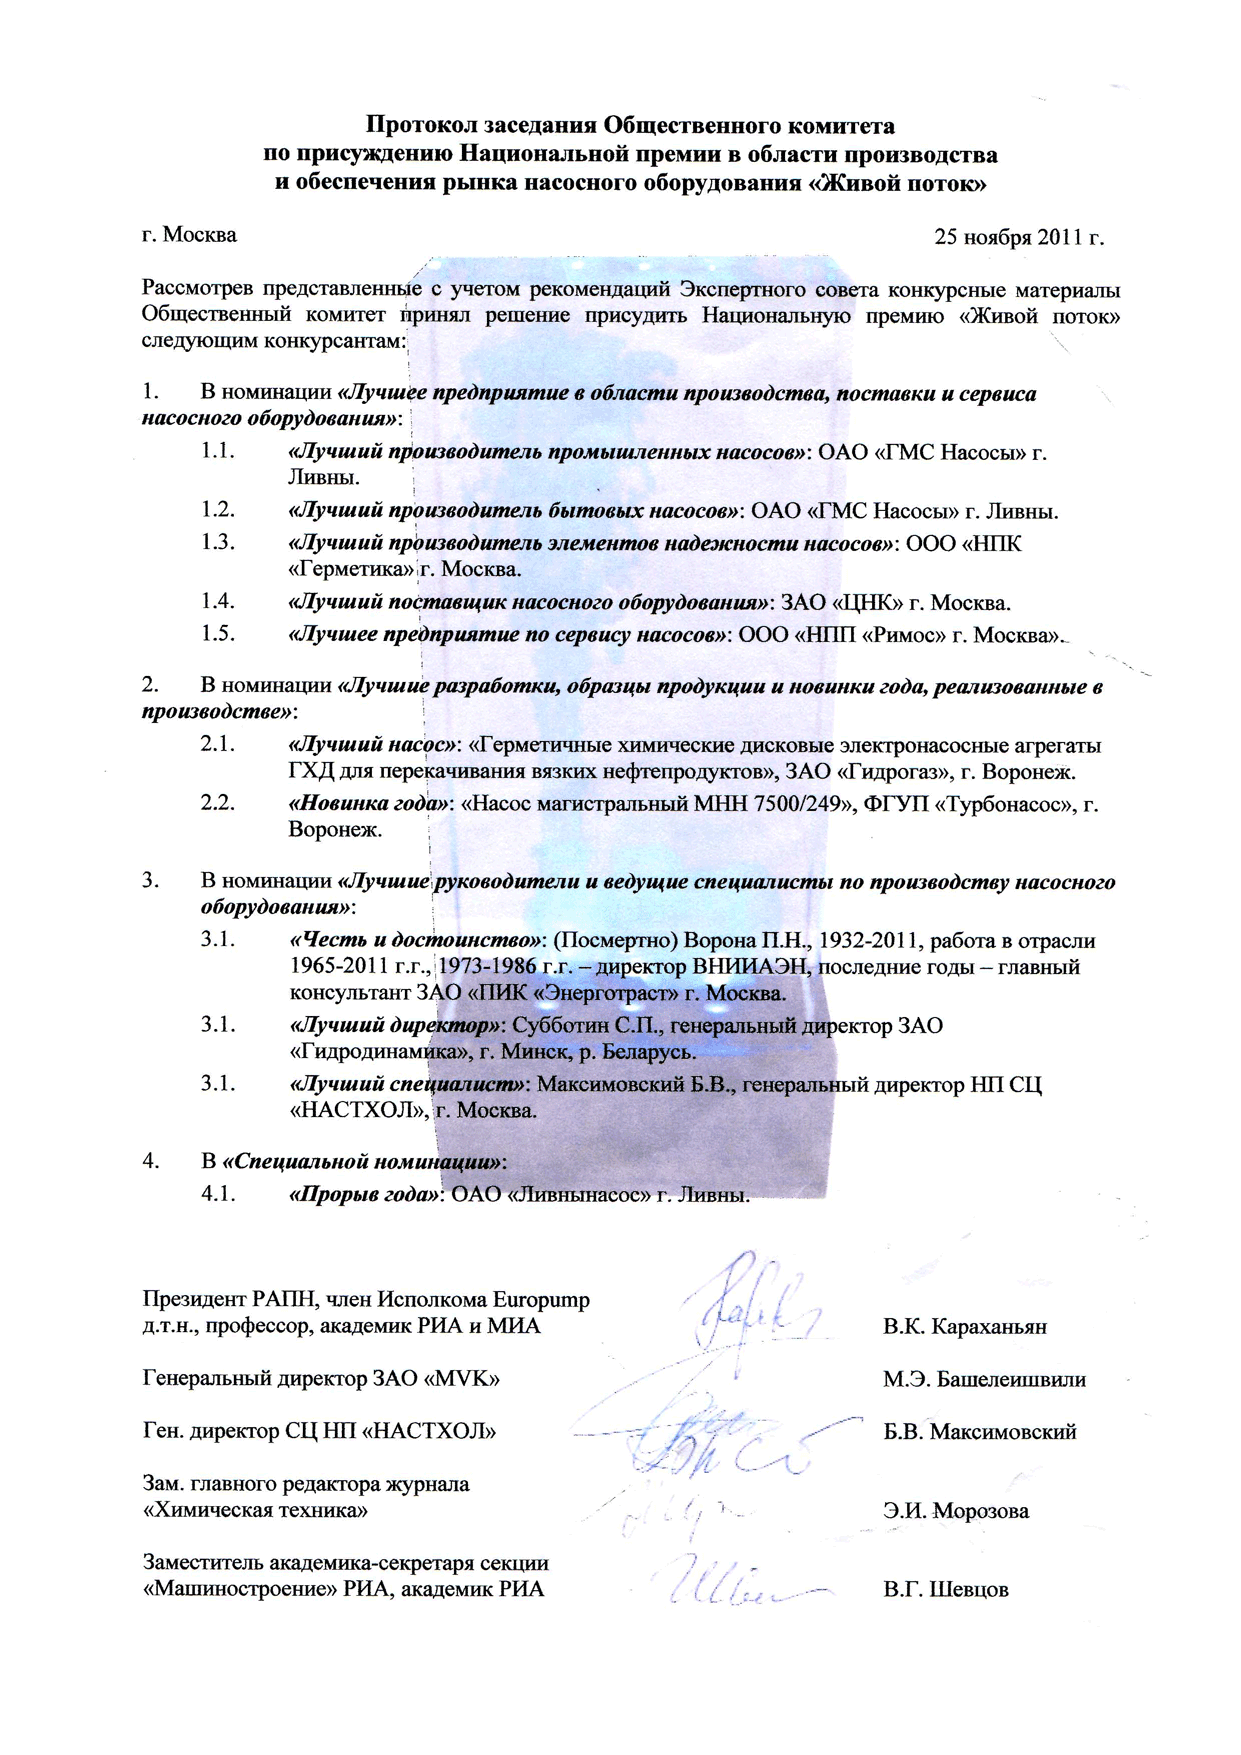 Протокол заседания Общественного комитета
по присуждению Национальной премии в области производства
и обеспечения рынка насосного оборудования «Живой поток»
г. Москва 25 ноября 2011 г.
Рассмотрев представленные с учетом рекомендаций Экспертного совета конкурсные материалы
Общественный комитет принял решение присудить Национальную премию «Живой поток»
следующим конкурсантам:
1. В номинации «Лучшее предприятие в области производства, поставки и сервиса
насосного оборудования»:
1.1. «Лучший производитель промышленных насосов»: ОАО «ГМС Насосы» г.
Ливны.
1.2. «Лучший производитель бытовых насосов»: ОАО «ГМС Насосы» г. Ливны.
1.3. «Лучший производитель элементов надежности насосов»: ООО «НПК
«Герметика» г. Москва.
1.4. «Лучший поставщик насосного оборудования»: ЗАО «ЦНК» г. Москва.
1.5. «Лучшее предприятие по сервису насосов»: ООО «НПП «Римос» г. Москва».
2. В номинации «Лучшие разработки, образцы продукции и новинки года, реализованные в
производстве»:
2.1. «Лучший насос»: «Герметичные химические дисковые электронасосные агрегаты
ГХД для перекачивания вязких нефтепродуктов», ЗАО «Гидрогаз», г. Воронеж.
2.2. «Новинка года»: «Насос магистральный МНН 7500/249», ФГУП «Турбонасос», г.
Воронеж.
3. В номинации «Лучшие руководители и ведущие специалисты по производству насосного
оборудования»:
3.1. «Честь и достоинство»: (Посмертно) Ворона П.Н., 1932-2011, работа в отрасли
1965-2011 г.г., 1973-1986 г.г. – директор ВНИИАЭН, последние годы – главный
консультант ЗАО «ПИК «Энерготраст» г. Москва.
3.1. «Лучший директор»: Субботин С.П., генеральный директор ЗАО
«Гидродинамика», г. Минск, р. Беларусь.
3.1. «Лучший специалист»: Максимовский Б.В., генеральный директор НП СЦ
«НАСТХОЛ», г. Москва.
4. В «Специальной номинации»:
4.1. «Прорыв года»: ОАО «Ливнынасос» г. Ливны.
Президент РАПН, член Исполкома Europump
д.т.н., профессор, академик РИА и МИА В.К. Караханьян
Генеральный директор ЗАО «MVK» М.Э. Башелеишвили
Ген. директор СЦ НП «НАСТХОЛ» Б.В. Максимовский
Зам. главного редактора журнала
«Химическая техника» Э.И. Морозова
Заместитель академика-секретаря секции
«Машиностроение» РИА, академик РИА В.Г. Шевцов